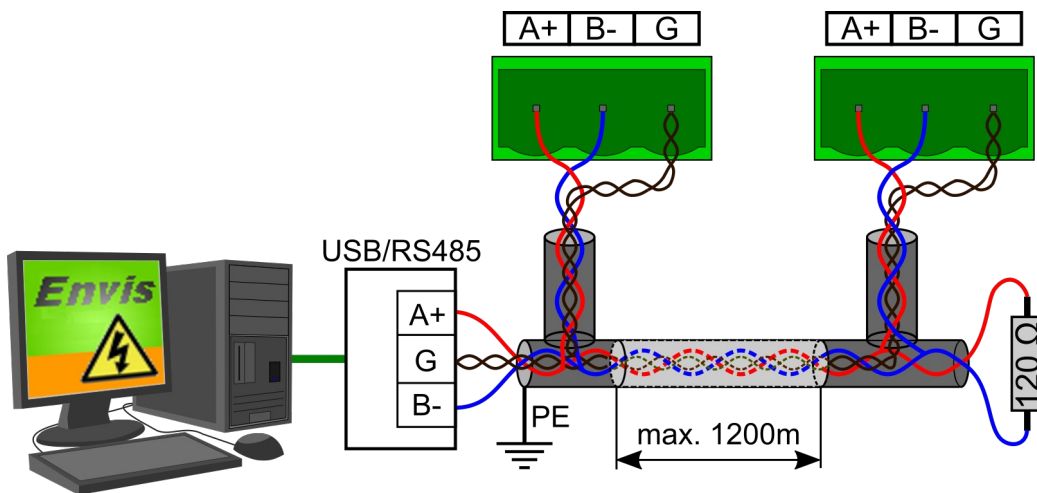 A+ B- G
A+ B- G
USB/RS485
Envis
A+
G
B-
PE
max. 1200m
120 Ω